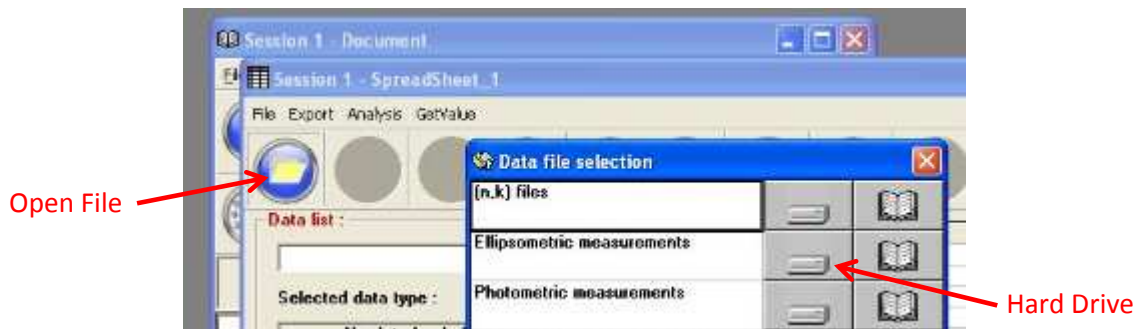 Session 1 - Document
Session 1 - SpreadSheet_1
File Export Analysis GetValue
Data file selection
(n,k) files
Open File
Data list :
Ellipsometric measurements
Selected data type :
Photometric measurements
Hard Drive